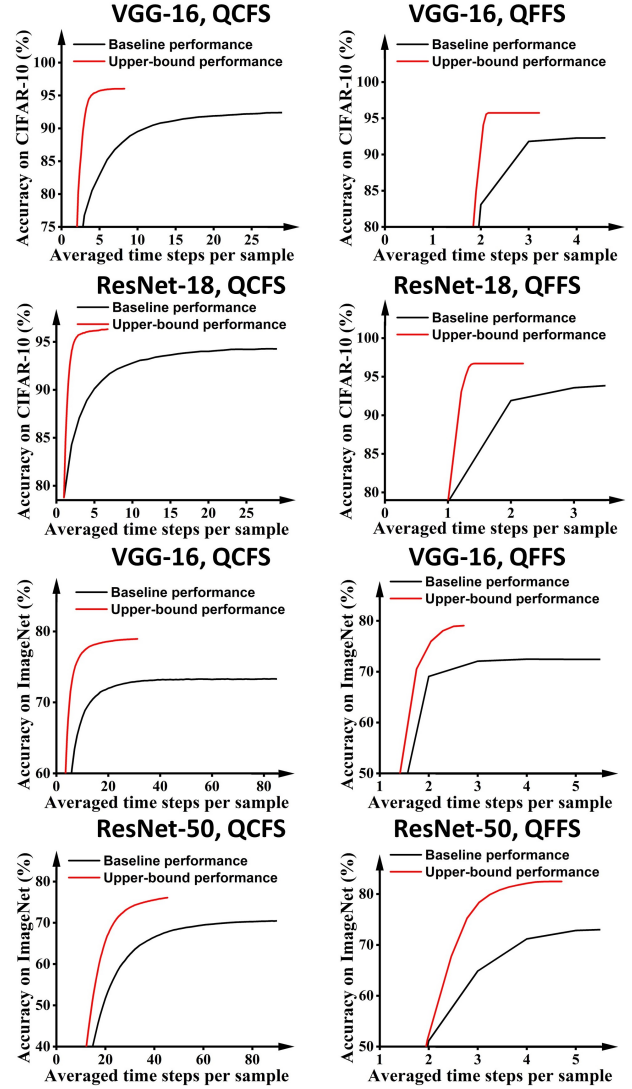 VGG-16, QCFS
Baseline performance
Upper-bound performance
Accuracy on CIFAR-10 (%)
100
95
90
85
80
75
0 5 10 15 20 25
Averaged time steps per sample
VGG-16, QFFS
Baseline performance
Upper-bound performance
Accuracy on CIFAR-10 (%)
100
95
90
85
80
0 1 2 3 4
Averaged time steps per sample
ResNet-18, QCFS
Baseline performance
Upper-bound performance
Accuracy on CIFAR-10 (%)
95
90
85
80
0 5 10 15 20 25
Averaged time steps per sample
ResNet-18, QFFS
Baseline performance
Upper-bound performance
Accuracy on CIFAR-10 (%)
100
95
90
85
80
0 1 2 3
Averaged time steps per sample
VGG-16, QCFS
Baseline performance
Upper-bound performance
Accuracy on ImageNet (%)
80
70
60
0 20 40 60 80
Averaged time steps per sample
VGG-16, QFFS
Baseline performance
Upper-bound performance
Accuracy on ImageNet (%)
80
70
60
50
1 2 3 4 5
Averaged time steps per sample
ResNet-50, QCFS
Baseline performance
Upper-bound performance
Accuracy on ImageNet (%)
80
70
60
50
40
0 20 40 60 80
Averaged time steps per sample
ResNet-50, QFFS
Baseline performance
Upper-bound performance
Accuracy on ImageNet (%)
80
70
60
50
1 2 3 4 5
Averaged time steps per sample